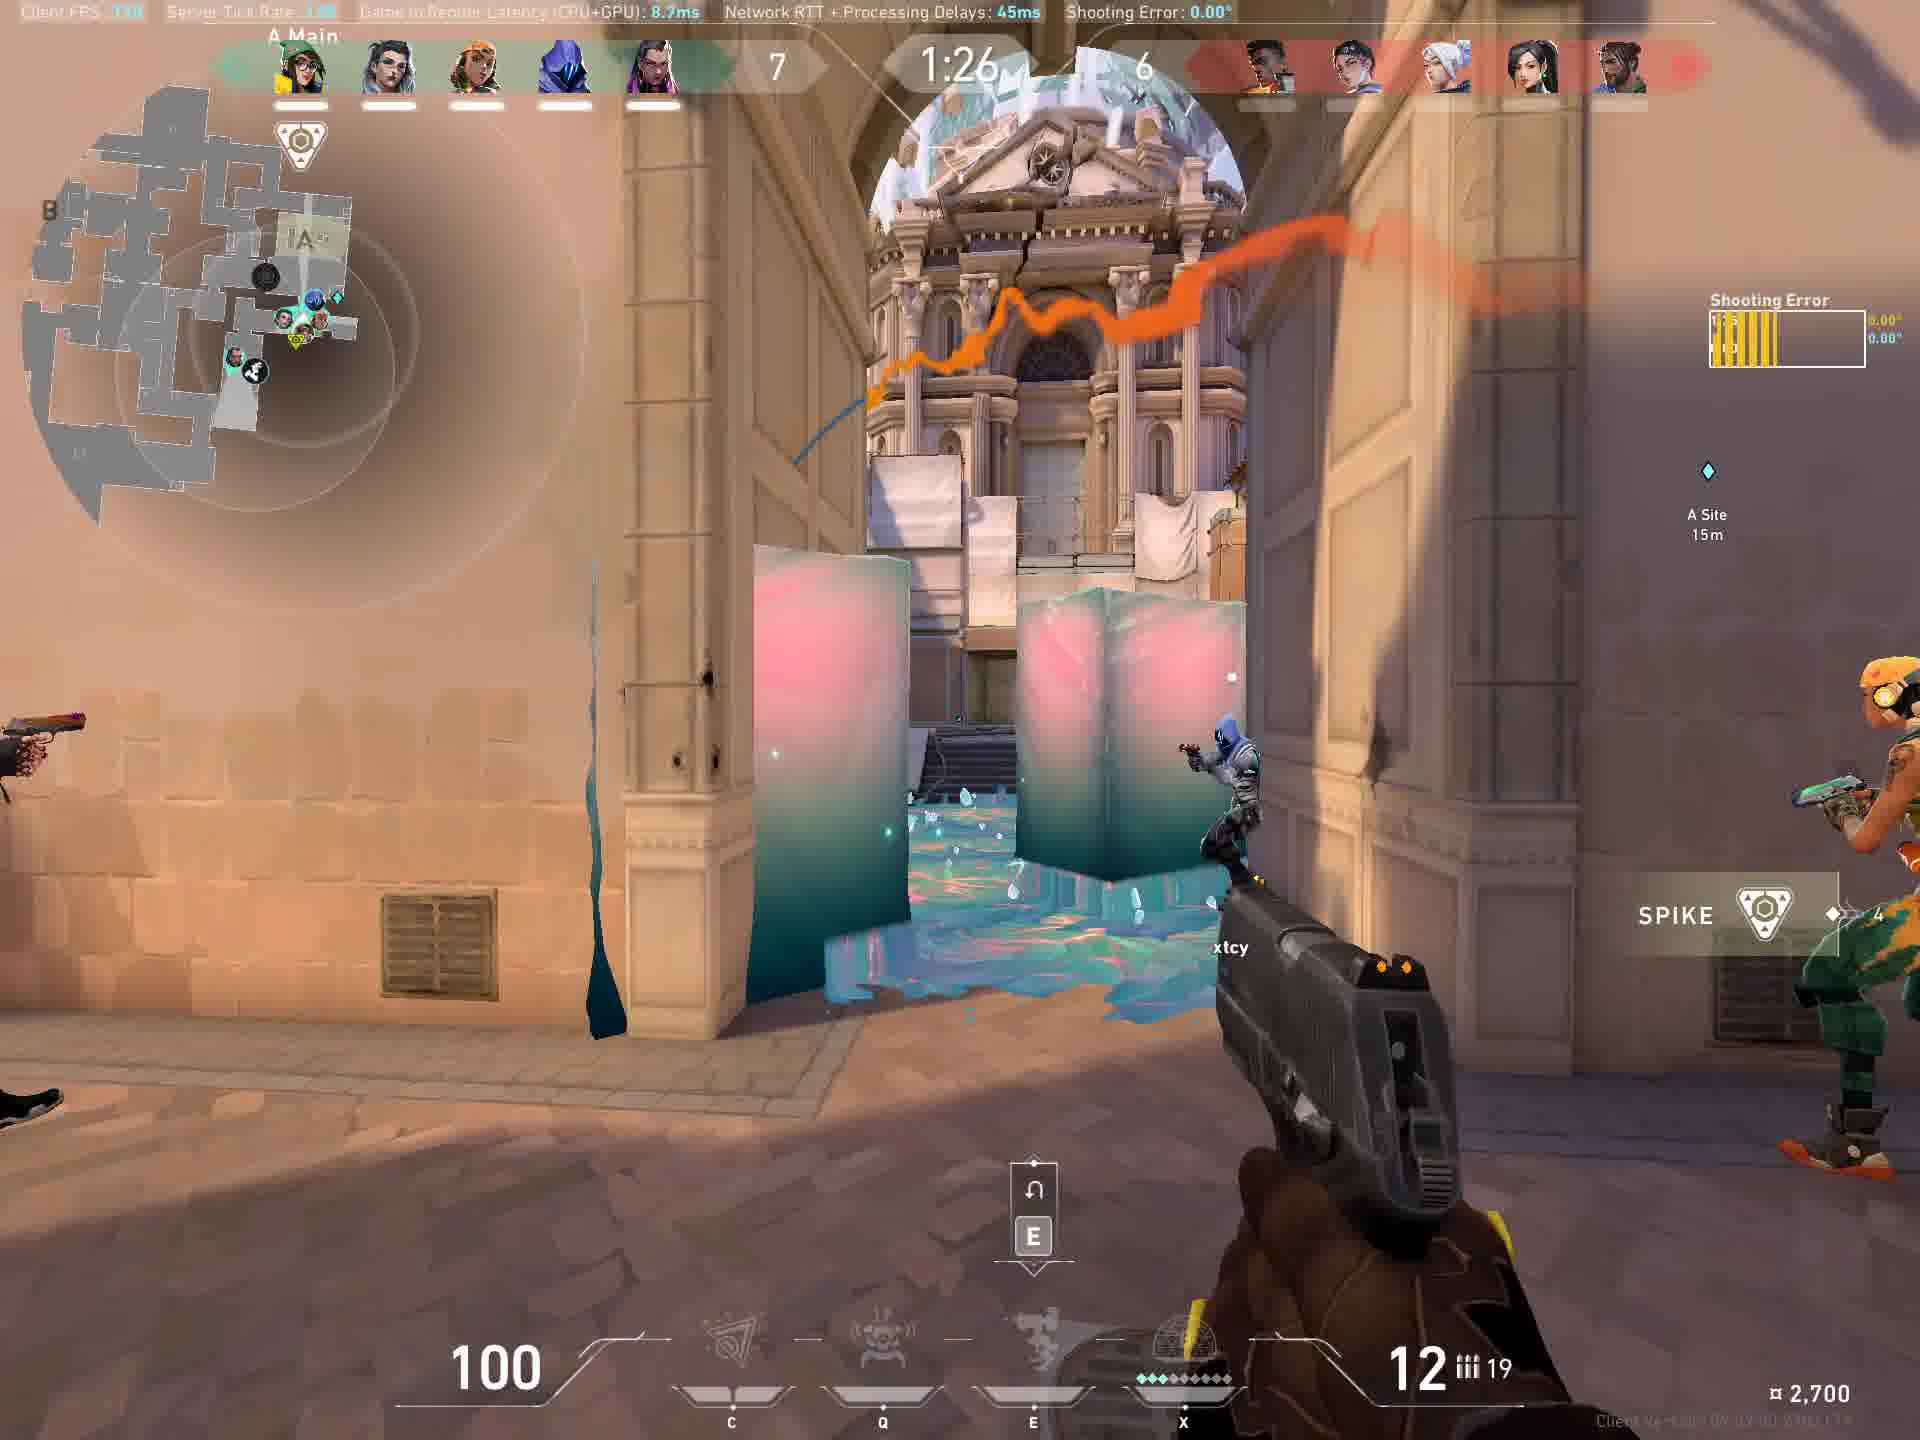 Client FPS:
Server Tick Rate: 128
Game to Render Latency (CPU+GPU): 8.7ms
Network RTT + Processing Delays: 45ms
Shooting Error: 0.00°
A Main
7
1:26
6
B
A
Shooting Error
0.00°
0.00°
A Site
15m
SPIKE
4
xtcy
E
100
12
19
2,700
C
Q
E
X